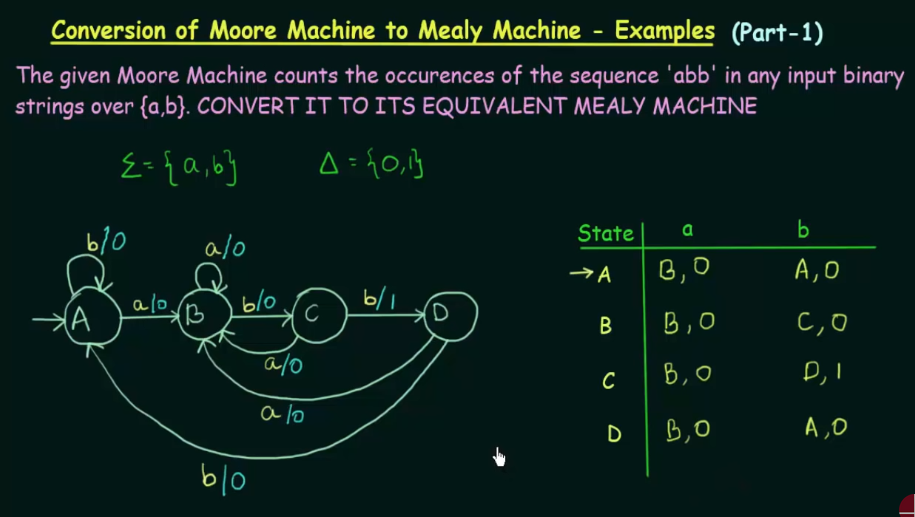 Conversion of Moore Machine to Mealy Machine - Examples (Part-1)
The given Moore Machine counts the occurences of the sequence 'abb' in any input binary
strings over {a,b}. CONVERT IT TO ITS EQUIVALENT MEALY MACHINE
Σ = {a,b} Δ = {0,1}
b/0
a/0
A
a/0
B
b/0
C
b/1
D
a/0
a/0
b/0
State a b
→A B,0 A,0
B B,0 C,0
C B,0 D,1
D B,0 A,0